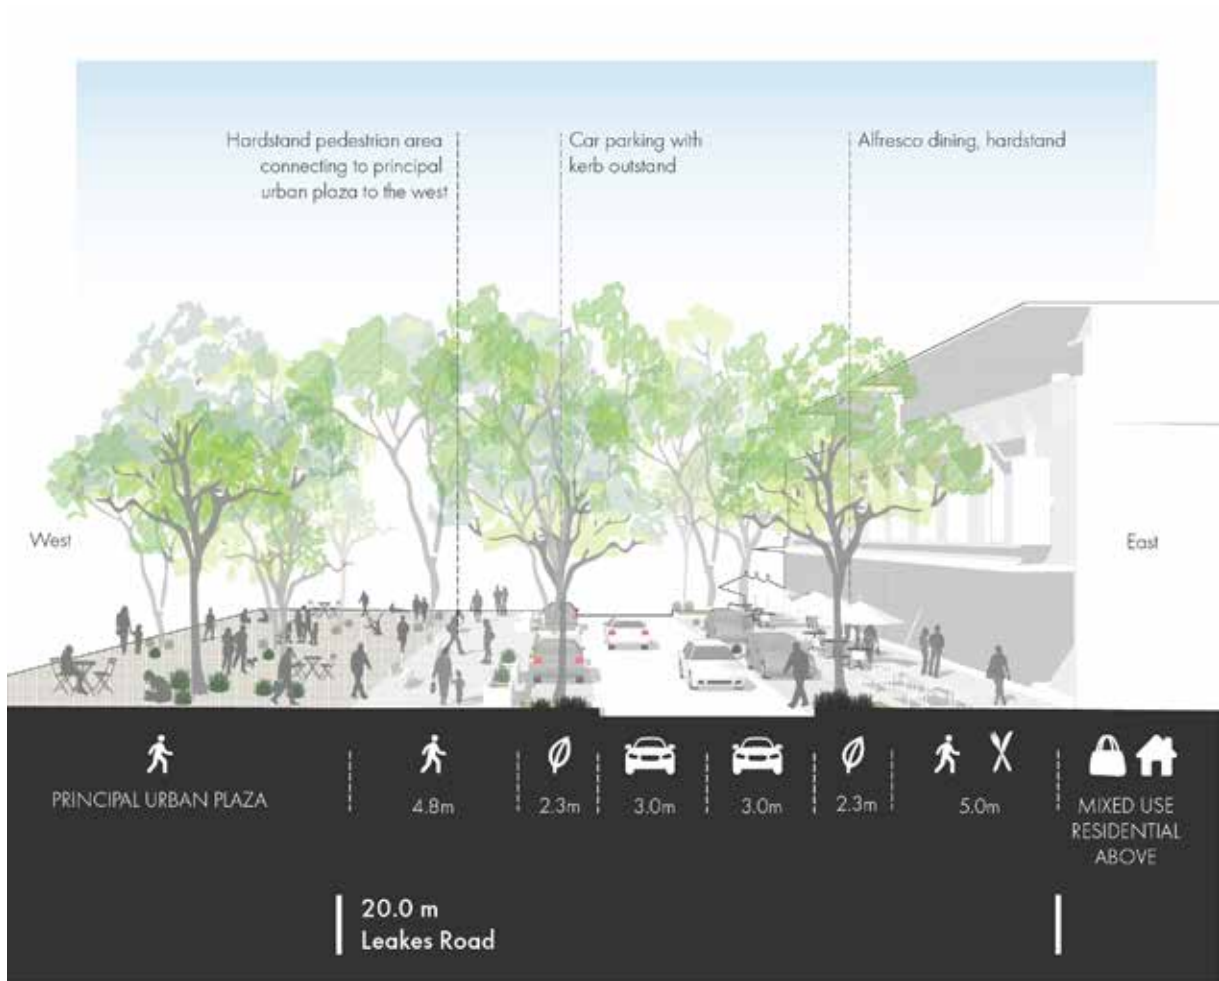 Hardstand pedestrian area
connecting to principal
urban plaza to the west
Car parking with
kerb outstand
Alfresco dining, hardstand
West
East
PRINCIPAL URBAN PLAZA
4.8m
2.3m
3.0m
3.0m
2.3m
5.0m
MIXED USE
RESIDENTIAL
ABOVE
20.0 m
Leakes Road